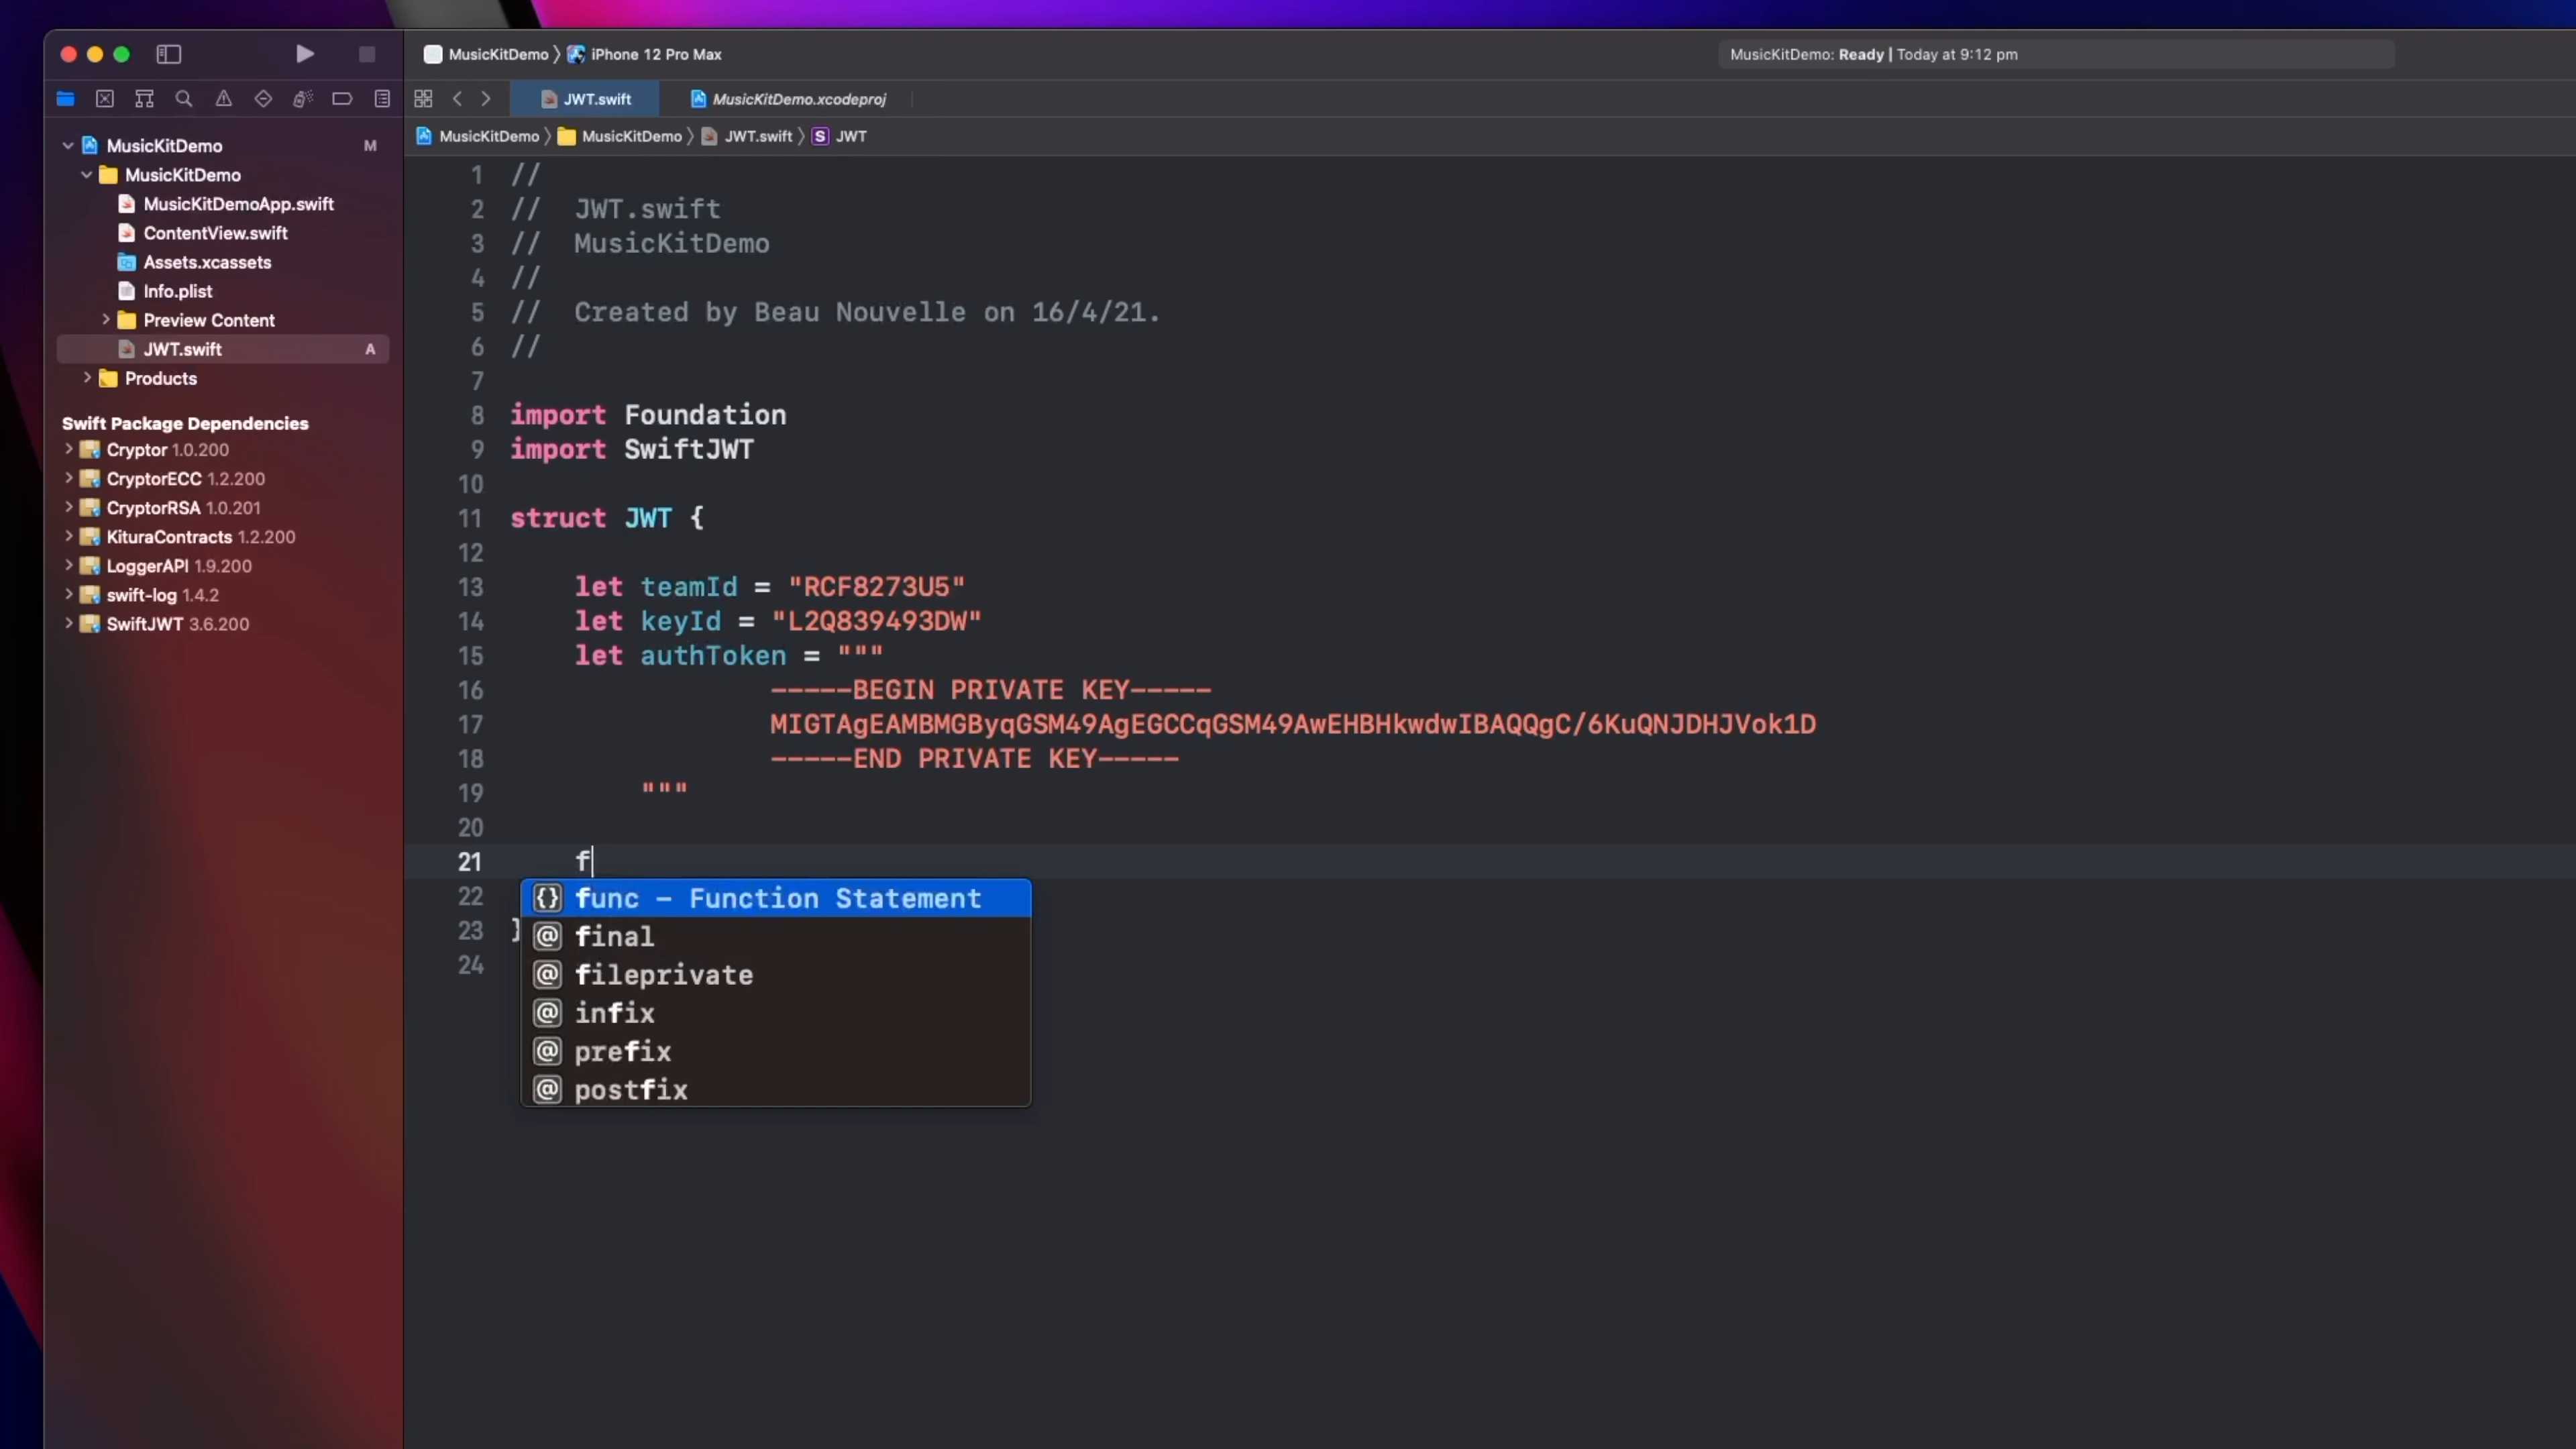 MusicKitDemo 〉 iPhone 12 Pro Max
MusicKitDemo: Ready | Today at 9:12 pm
JWT.swift
MusicKitDemo.xcodeproj
MusicKitDemo 〉 MusicKitDemo 〉 JWT.swift 〉 S JWT
MusicKitDemo M
MusicKitDemo
MusicKitDemoApp.swift
ContentView.swift
Assets.xcassets
Info.plist
Preview Content
JWT.swift A
Products
Swift Package Dependencies
Cryptor 1.0.200
CryptorECC 1.2.200
CryptorRSA 1.0.201
KituraContracts 1.2.200
LoggerAPI 1.9.200
swift-log 1.4.2
SwiftJWT 3.6.200
1 //
2 //  JWT.swift
3 //  MusicKitDemo
4 //
5 //  Created by Beau Nouvelle on 16/4/21.
6 //
7
8 import Foundation
9 import SwiftJWT
10
11 struct JWT {
12
13     let teamId = "RCF8273U5"
14     let keyId = "L2Q839493DW"
15     let authToken = """
16                 -----BEGIN PRIVATE KEY-----
17                 MIGTAgEAMBMGByqGSM49AgEGCCqGSM49AwEHBHkwdwIBAQQgC/6KuQNJDHJVok1D
18                 -----END PRIVATE KEY-----
19         """
20
21     f
22
23 }
24
{} func – Function Statement
@ final
@ fileprivate
@ infix
@ prefix
@ postfix